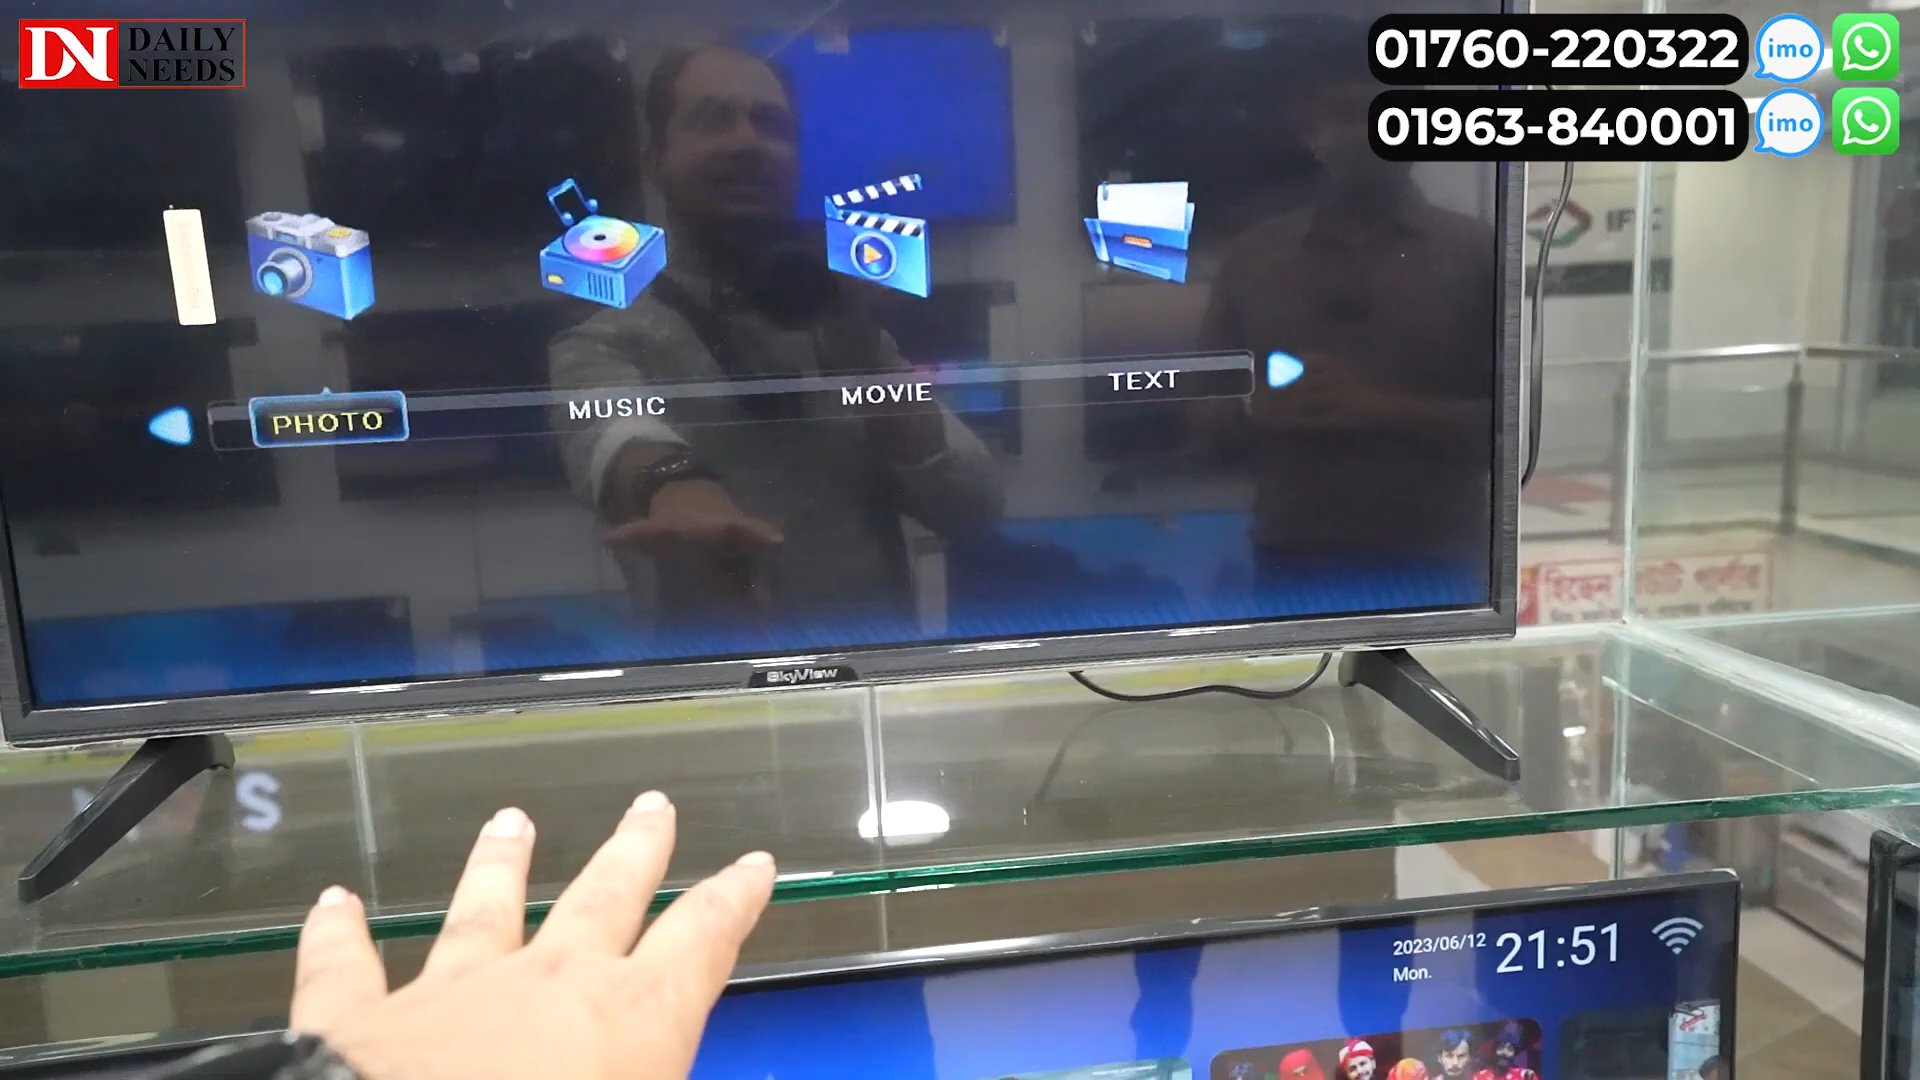 DN DAILY NEEDS
01760-220322 imo
01963-840001 imo
PHOTO MUSIC MOVIE TEXT
SkyView
S
2023/06/12 21:51
Mon.